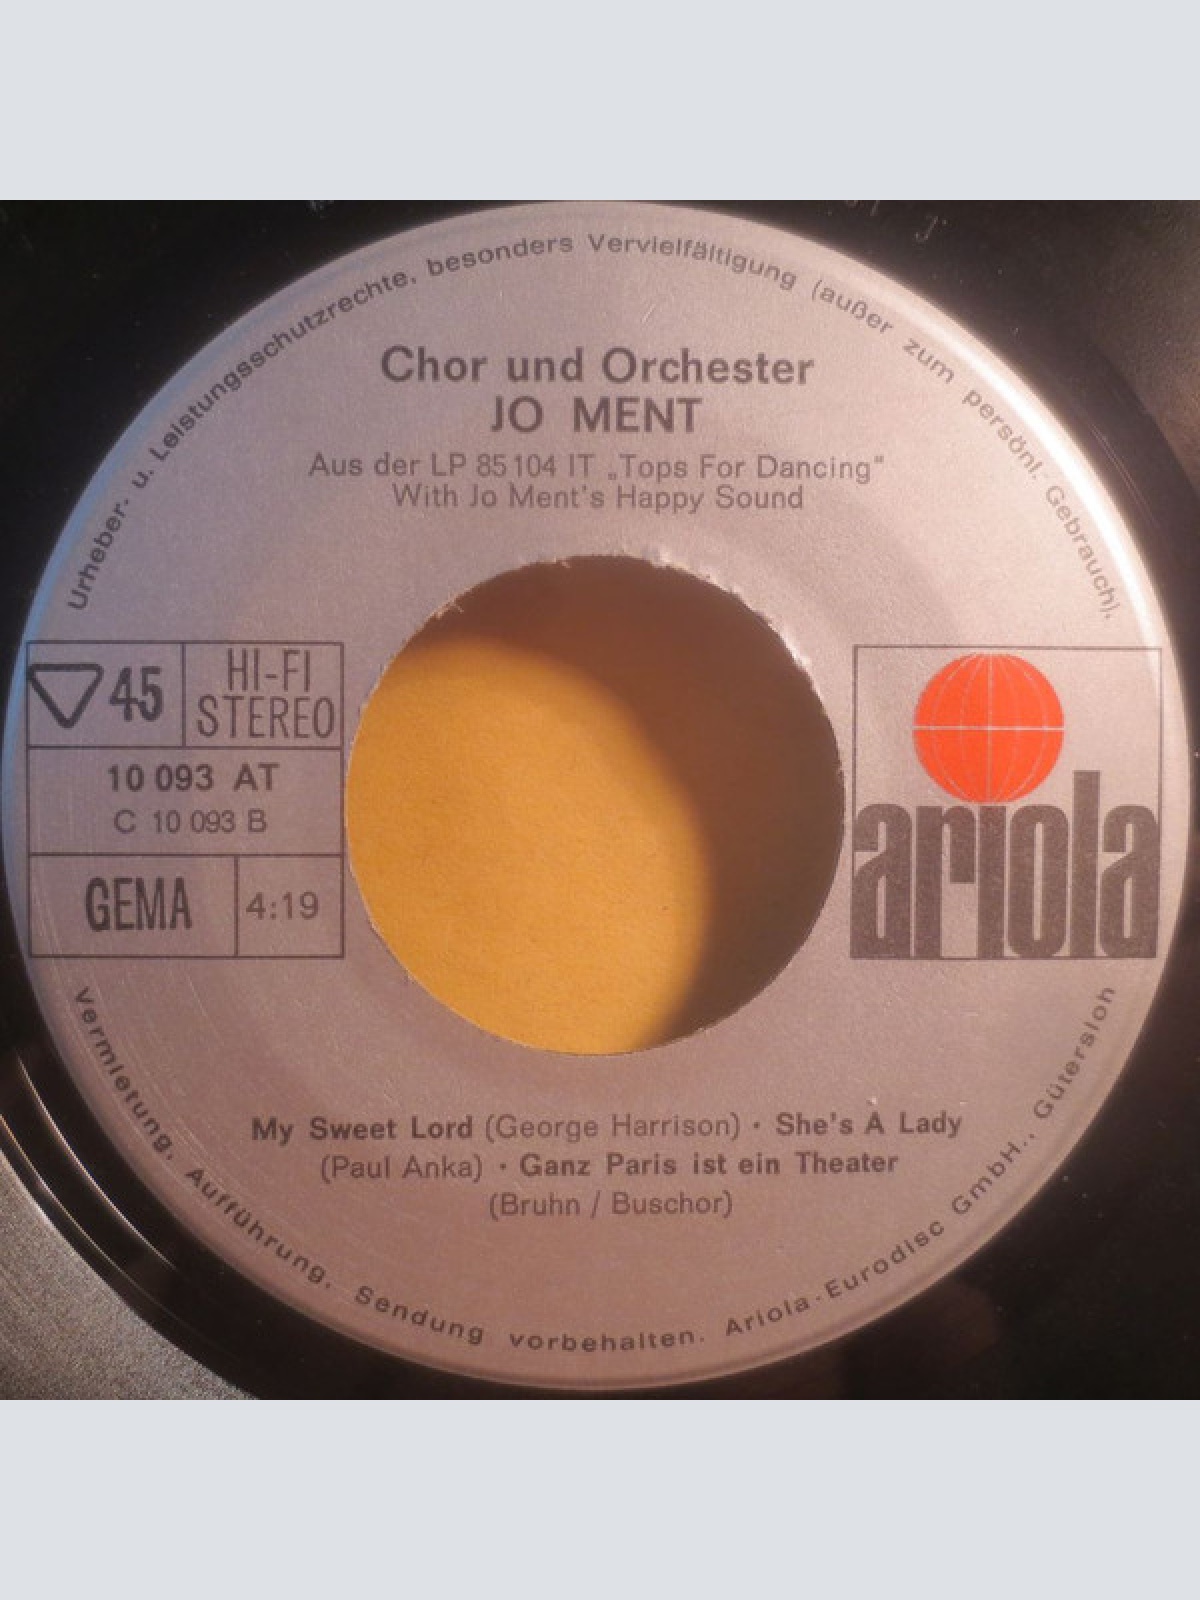 Urheber- u. Leistungsschutzrechte, besonders Vervielfältigung (außer zum persönl. Gebrauch),
Chor und Orchester
JO MENT
Aus der LP 85 104 IT „Tops For Dancing“
With Jo Ment's Happy Sound
45
HI-FI
STEREO
10 093 AT
C 10 093 B
GEMA
4:19
ariola
My Sweet Lord (George Harrison) · She's A Lady
(Paul Anka) · Ganz Paris ist ein Theater
(Bruhn / Buschor)
Vermietung, Aufführung, Sendung vorbehalten. Ariola-Eurodisc GmbH., Gütersloh